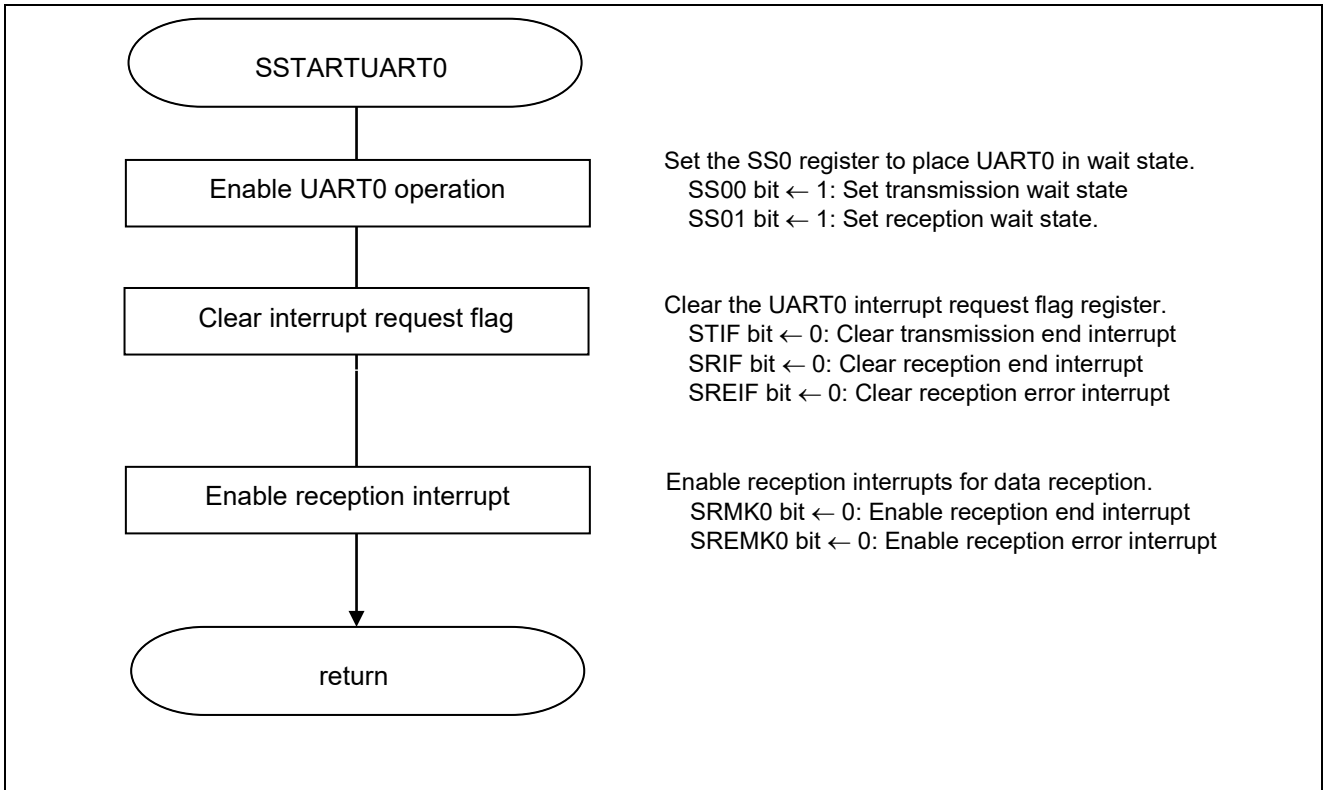 SSTARTUART0
Enable UART0 operation
Set the SS0 register to place UART0 in wait state.
SS00 bit ← 1: Set transmission wait state
SS01 bit ← 1: Set reception wait state.
Clear interrupt request flag
Clear the UART0 interrupt request flag register.
STIF bit ← 0: Clear transmission end interrupt
SRIF bit ← 0: Clear reception end interrupt
SREIF bit ← 0: Clear reception error interrupt
Enable reception interrupt
Enable reception interrupts for data reception.
SRMK0 bit ← 0: Enable reception end interrupt
SREMK0 bit ← 0: Enable reception error interrupt
return